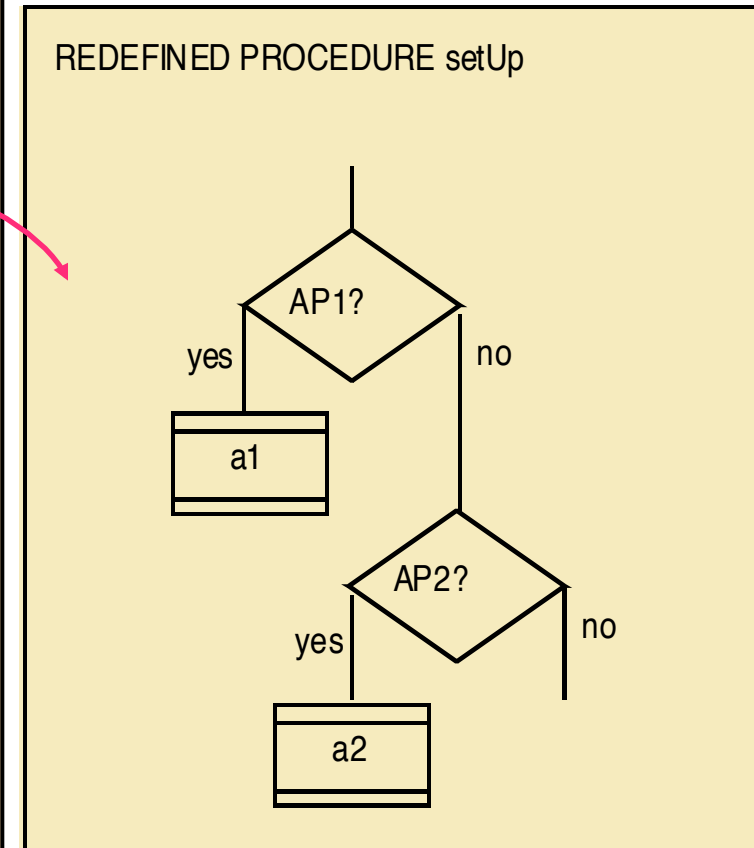 REDEFINED PROCEDURE setUp
AP1?
yes
no
a1
AP2?
yes
no
a2